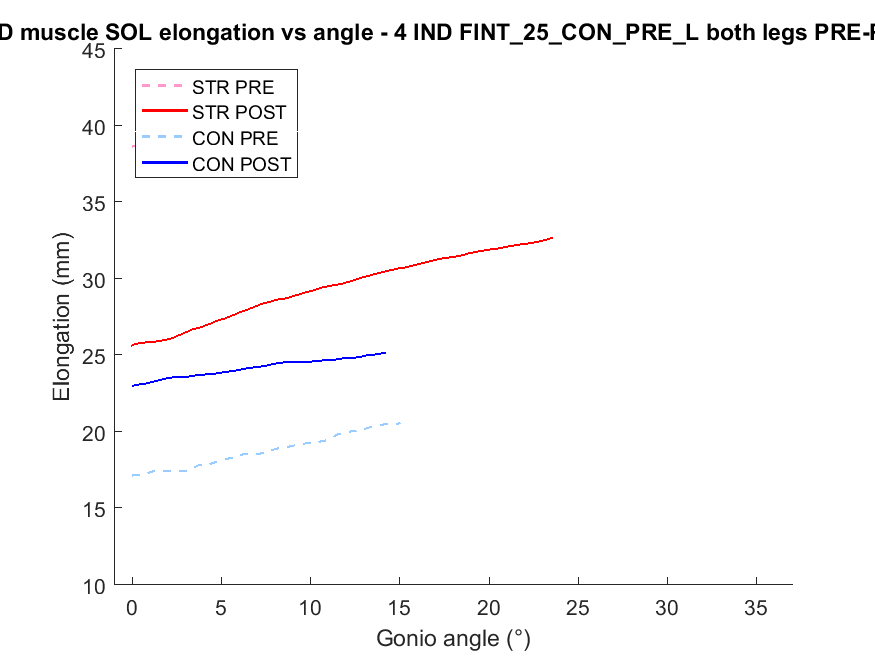 D muscle SOL elongation vs angle - 4 IND FINT_25_CON_PRE_L both legs PRE-P
45
40
35
30
25
20
15
10
Elongation (mm)
STR PRE
STR POST
CON PRE
CON POST
0 5 10 15 20 25 30 35
Gonio angle (°)